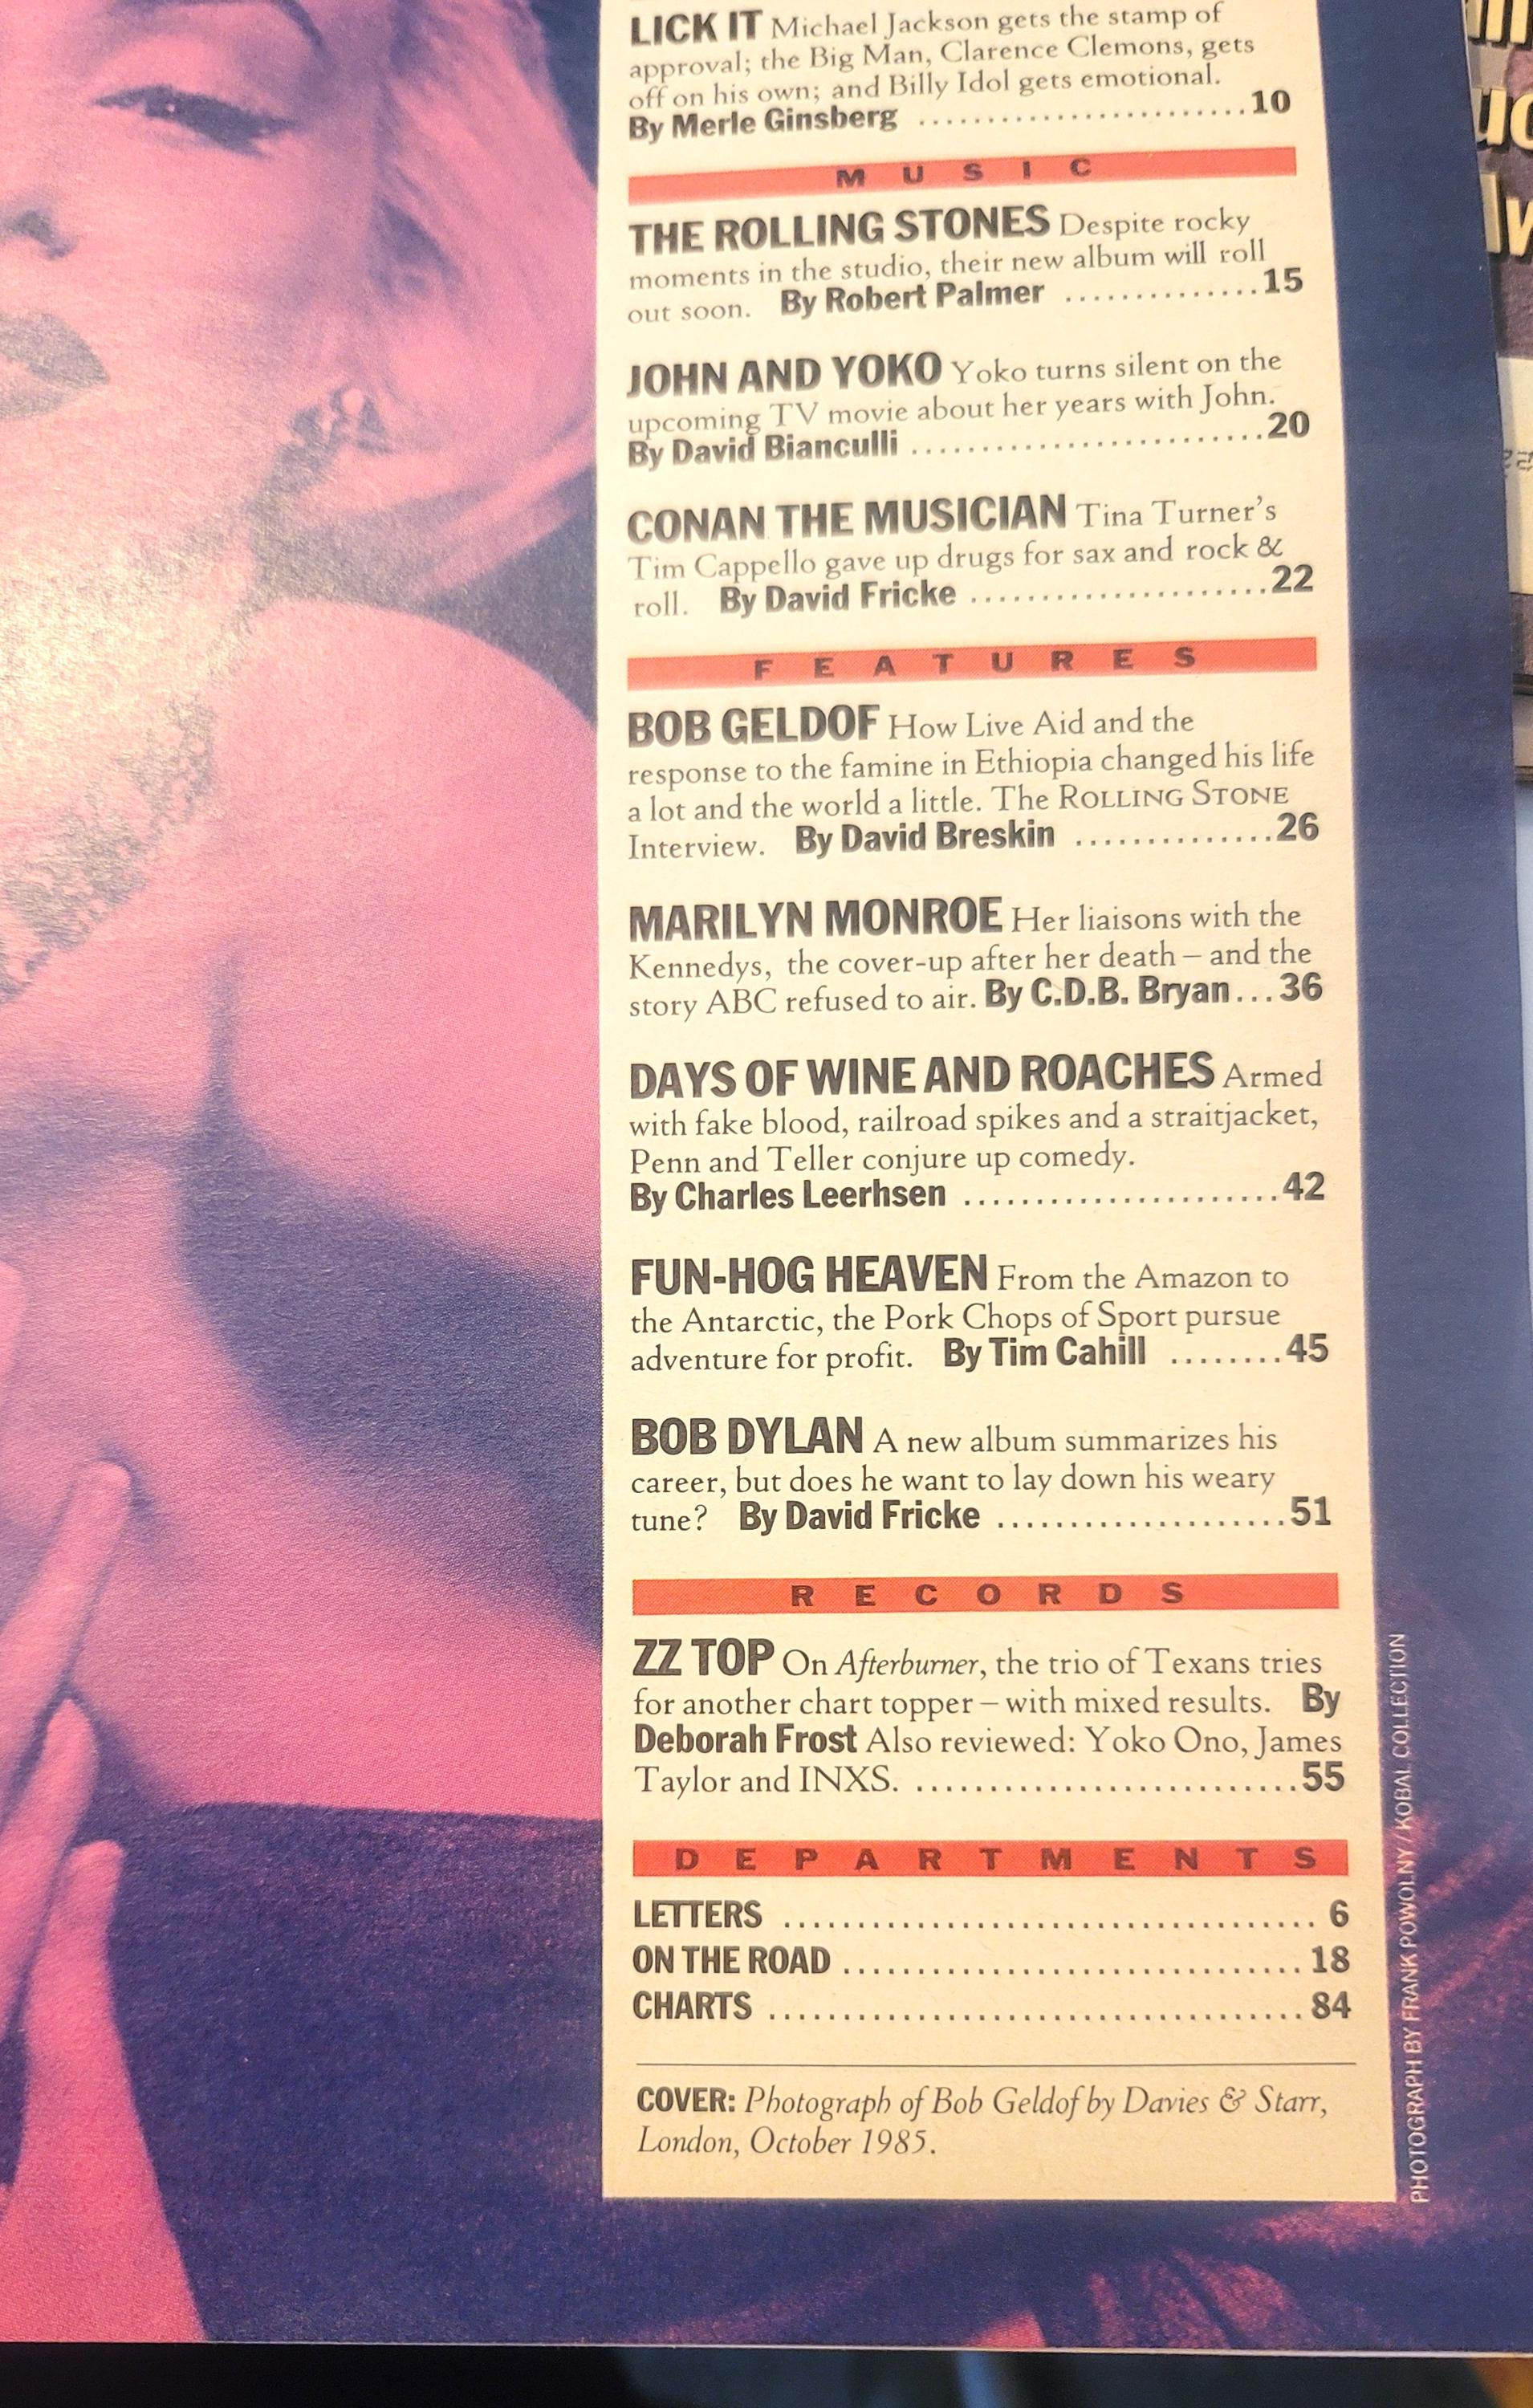 LICK IT Michael Jackson gets the stamp of
approval; the Big Man, Clarence Clemons, gets
off on his own; and Billy Idol gets emotional.
By Merle Ginsberg ........................10
MUSIC
THE ROLLING STONES Despite rocky
moments in the studio, their new album will roll
out soon. By Robert Palmer ..............15
JOHN AND YOKO Yoko turns silent on the
upcoming TV movie about her years with John.
By David Bianculli .........................20
CONAN THE MUSICIAN Tina Turner's
Tim Cappello gave up drugs for sax and rock &
roll. By David Fricke .....................22
FEATURES
BOB GELDOF How Live Aid and the
response to the famine in Ethiopia changed his life
a lot and the world a little. The ROLLING STONE
Interview. By David Breskin ..............26
MARILYN MONROE Her liaisons with the
Kennedys, the cover-up after her death – and the
story ABC refused to air. By C.D.B. Bryan...36
DAYS OF WINE AND ROACHES Armed
with fake blood, railroad spikes and a straitjacket,
Penn and Teller conjure up comedy.
By Charles Leerhsen ......................42
FUN-HOG HEAVEN From the Amazon to
the Antarctic, the Pork Chops of Sport pursue
adventure for profit. By Tim Cahill ........45
BOB DYLAN A new album summarizes his
career, but does he want to lay down his weary
tune? By David Fricke ....................51
RECORDS
ZZ TOP On Afterburner, the trio of Texans tries
for another chart topper – with mixed results. By
Deborah Frost Also reviewed: Yoko Ono, James
Taylor and INXS. ...........................55
DEPARTMENTS
LETTERS ..................................... 6
ON THE ROAD ................................ 18
CHARTS ..................................... 84
COVER: Photograph of Bob Geldof by Davies & Starr,
London, October 1985.
PHOTOGRAPH BY FRANK POWOLNY/KOBAL COLLECTION